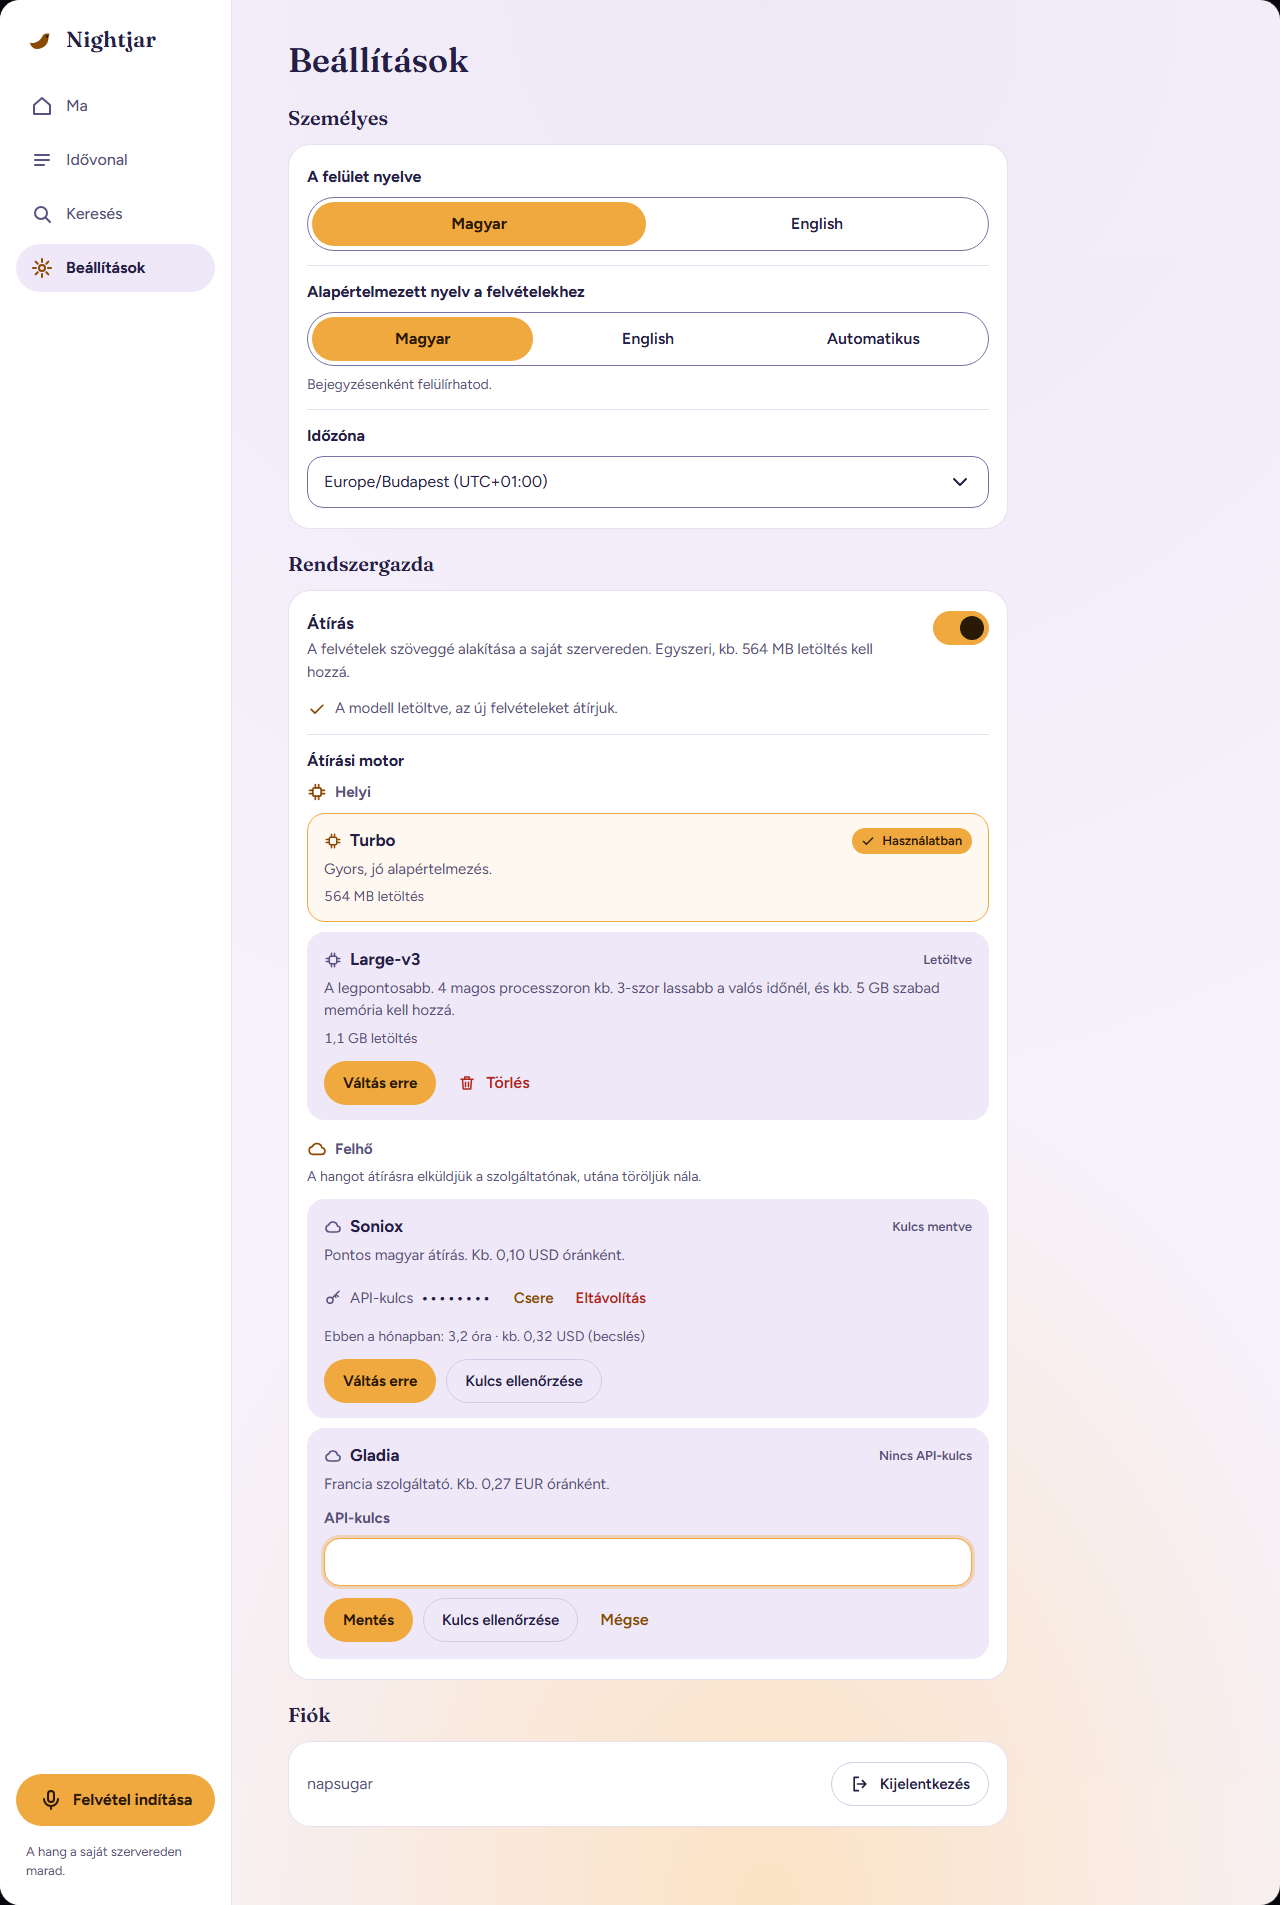 Nightjar
Ma
Idővonal
Keresés
Beállítások
Felvétel indítása
A hang a saját szervereden
marad.
Beállítások
Személyes
A felület nyelve
Magyar English
Alapértelmezett nyelv a felvételekhez
Magyar English Automatikus
Bejegyzésenként felülírhatod.
Időzóna
Europe/Budapest (UTC+01:00)
Rendszergazda
Átírás
A felvételek szöveggé alakítása a saját szervereden. Egyszeri, kb. 564 MB letöltés kell
hozzá.
A modell letöltve, az új felvételeket átírjuk.
Átírási motor
Helyi
Turbo Használatban
Gyors, jó alapértelmezés.
564 MB letöltés
Large-v3 Letöltve
A legpontosabb. 4 magos processzoron kb. 3-szor lassabb a valós időnél, és kb. 5 GB szabad
memória kell hozzá.
1,1 GB letöltés
Váltás erre Törlés
Felhő
A hangot átírásra elküldjük a szolgáltatónak, utána töröljük nála.
Soniox Kulcs mentve
Pontos magyar átírás. Kb. 0,10 USD óránként.
API-kulcs •••••••• Csere Eltávolítás
Ebben a hónapban: 3,2 óra · kb. 0,32 USD (becslés)
Váltás erre Kulcs ellenőrzése
Gladia Nincs API-kulcs
Francia szolgáltató. Kb. 0,27 EUR óránként.
API-kulcs
Mentés Kulcs ellenőrzése Mégse
Fiók
napsugar Kijelentkezés